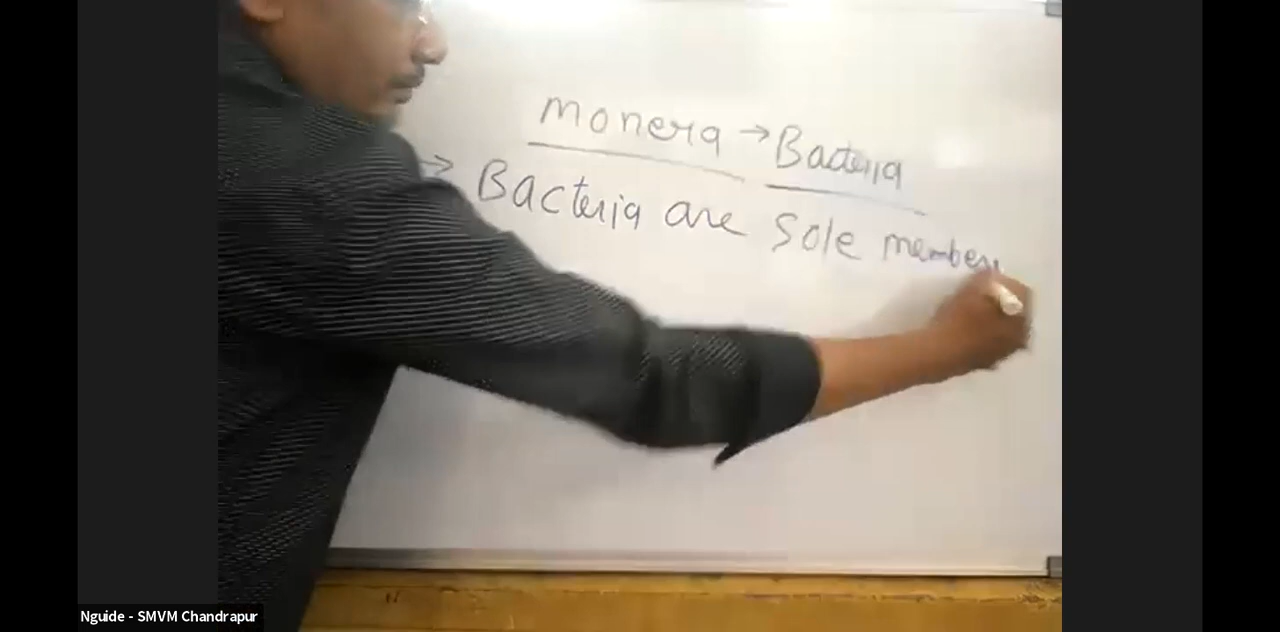 Monera → Bacteria
→ Bacteria are sole member
Nguide - SMVM Chandrapur